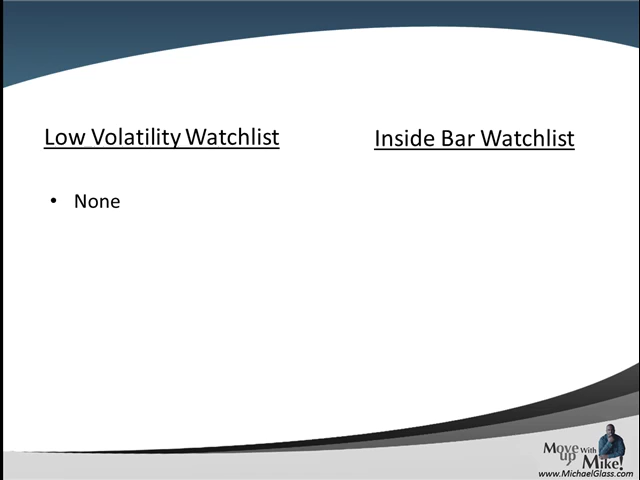 Low Volatility Watchlist
Inside Bar Watchlist
• None
Move
up With
Mike!
www.MichaelGlass.com